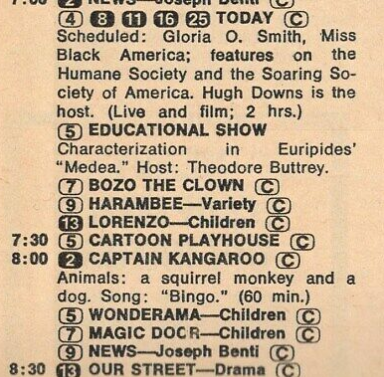 7:00 2 NEWS—Joseph Benti (C)
4 8 11 16 25 TODAY (C)
Scheduled: Gloria O. Smith, Miss
Black America; features on the
Humane Society and the Soaring So-
ciety of America. Hugh Downs is the
host. (Live and film; 2 hrs.)
5 EDUCATIONAL SHOW
Characterization in Euripides'
"Medea." Host: Theodore Buttrey.
7 BOZO THE CLOWN (C)
9 HARAMBEE—Variety (C)
13 LORENZO—Children (C)
7:30 5 CARTOON PLAYHOUSE (C)
8:00 2 CAPTAIN KANGAROO (C)
Animals: a squirrel monkey and a
dog. Song: "Bingo." (60 min.)
5 WONDERAMA—Children (C)
7 MAGIC DOOR—Children (C)
9 NEWS—Joseph Benti (C)
8:30 13 OUR STREET—Drama (C)